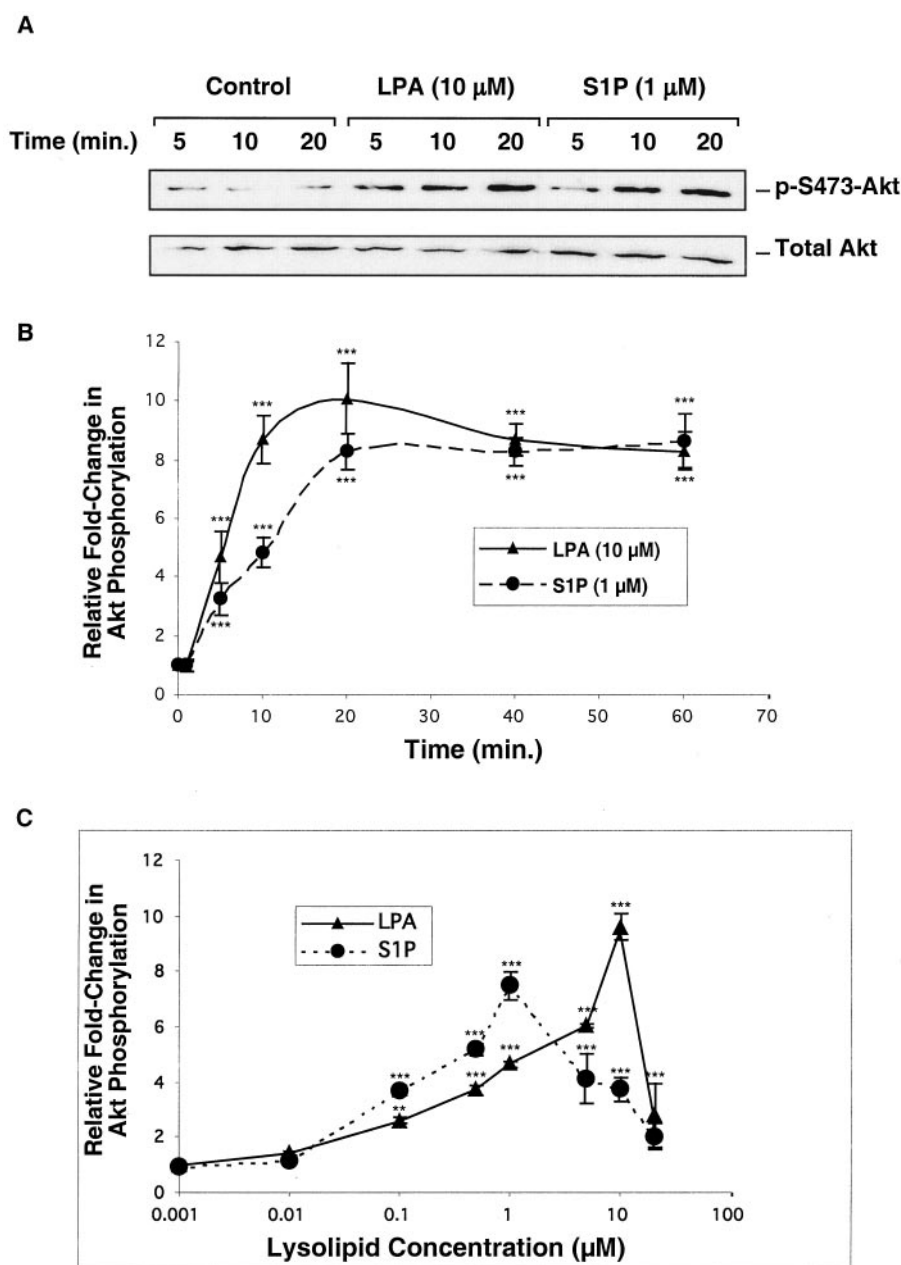 A
Control LPA (10 µM) S1P (1 µM)
Time (min.) 5 10 20 5 10 20 5 10 20
p-S473-Akt
Total Akt
B
Relative Fold-Change in
Akt Phosphorylation
12
10
8
6
4
2
0
*** *** *** *** ***
*** *** *** *** ***
LPA (10 µM)
S1P (1 µM)
0 10 20 30 40 50 60 70
Time (min.)
C
Relative Fold-Change in
Akt Phosphorylation
12
10
8
6
4
2
0
LPA
S1P
*** *** *** *** *** ***
** *** *** *** ***
0.001 0.01 0.1 1 10 100
Lysolipid Concentration (µM)